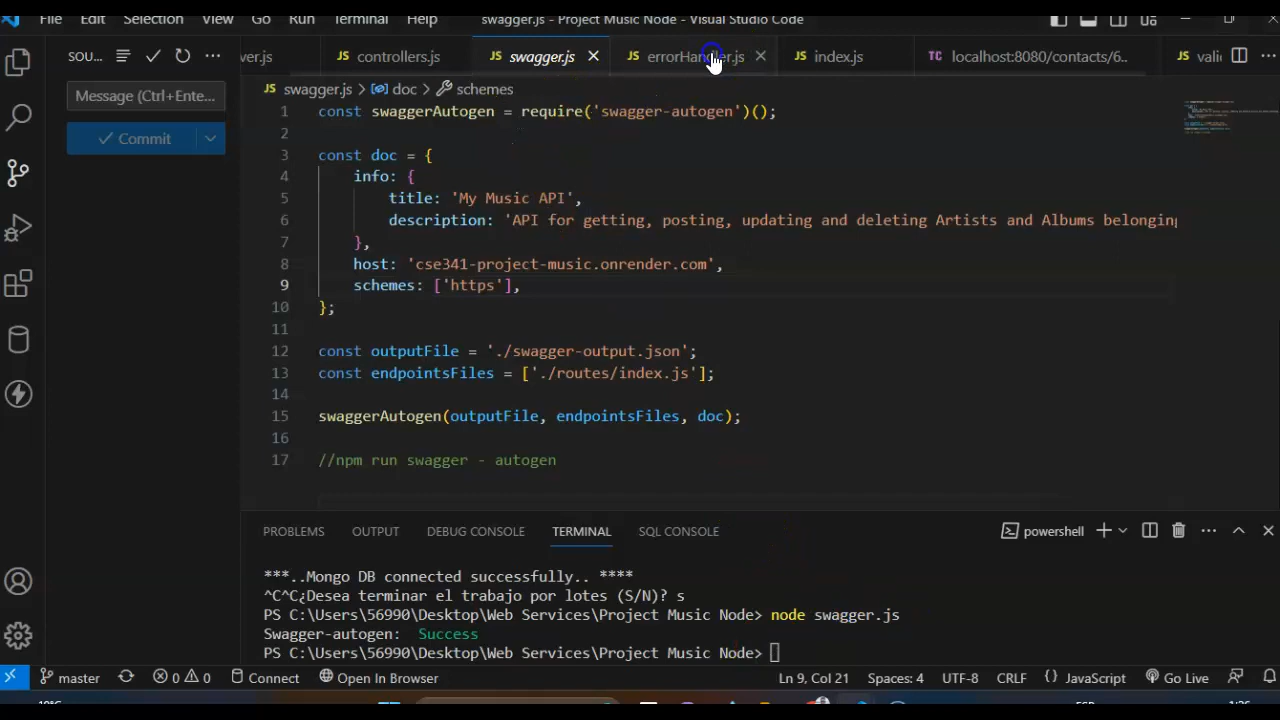 Edit Selection View Go Run Terminal Help swagger.js - Project Music Node - Visual Studio Code
SOU... ver.js controllers.js swagger.js errorHandler.js index.js localhost:8080/contacts/6.. vali
Message (Ctrl+Ente...
Commit
swagger.js > doc > schemes
1 const swaggerAutogen = require('swagger-autogen')();
2
3 const doc = {
4 info: {
5 title: 'My Music API',
6 description: 'API for getting, posting, updating and deleting Artists and Albums belonging
7 },
8 host: 'cse341-project-music.onrender.com',
9 schemes: ['https'],
10 };
11
12 const outputFile = './swagger-output.json';
13 const endpointsFiles = ['./routes/index.js'];
14
15 swaggerAutogen(outputFile, endpointsFiles, doc);
16
17 //npm run swagger - autogen
PROBLEMS OUTPUT DEBUG CONSOLE TERMINAL SQL CONSOLE powershell
***..Mongo DB connected successfully.. ****
^C^C¿Desea terminar el trabajo por lotes (S/N)? s
PS C:\Users\56990\Desktop\Web Services\Project Music Node> node swagger.js
Swagger-autogen: Success
PS C:\Users\56990\Desktop\Web Services\Project Music Node>
master 0 0 Connect Open In Browser Ln 9, Col 21 Spaces: 4 UTF-8 CRLF {} JavaScript Go Live